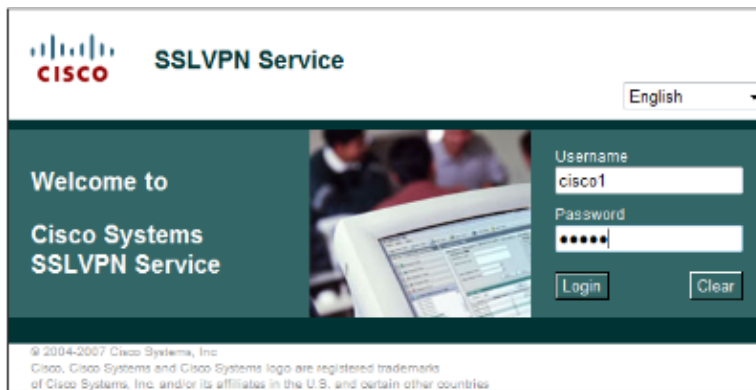 CISCO
SSLVPN Service
English
Welcome to
Cisco Systems
SSLVPN Service
Username
cisco1
Password
•••••
Login
Clear
© 2004-2007 Cisco Systems, Inc
Cisco, Cisco Systems and Cisco Systems logo are registered trademarks
of Cisco Systems, Inc. and/or its affiliates in the U.S. and certain other countries